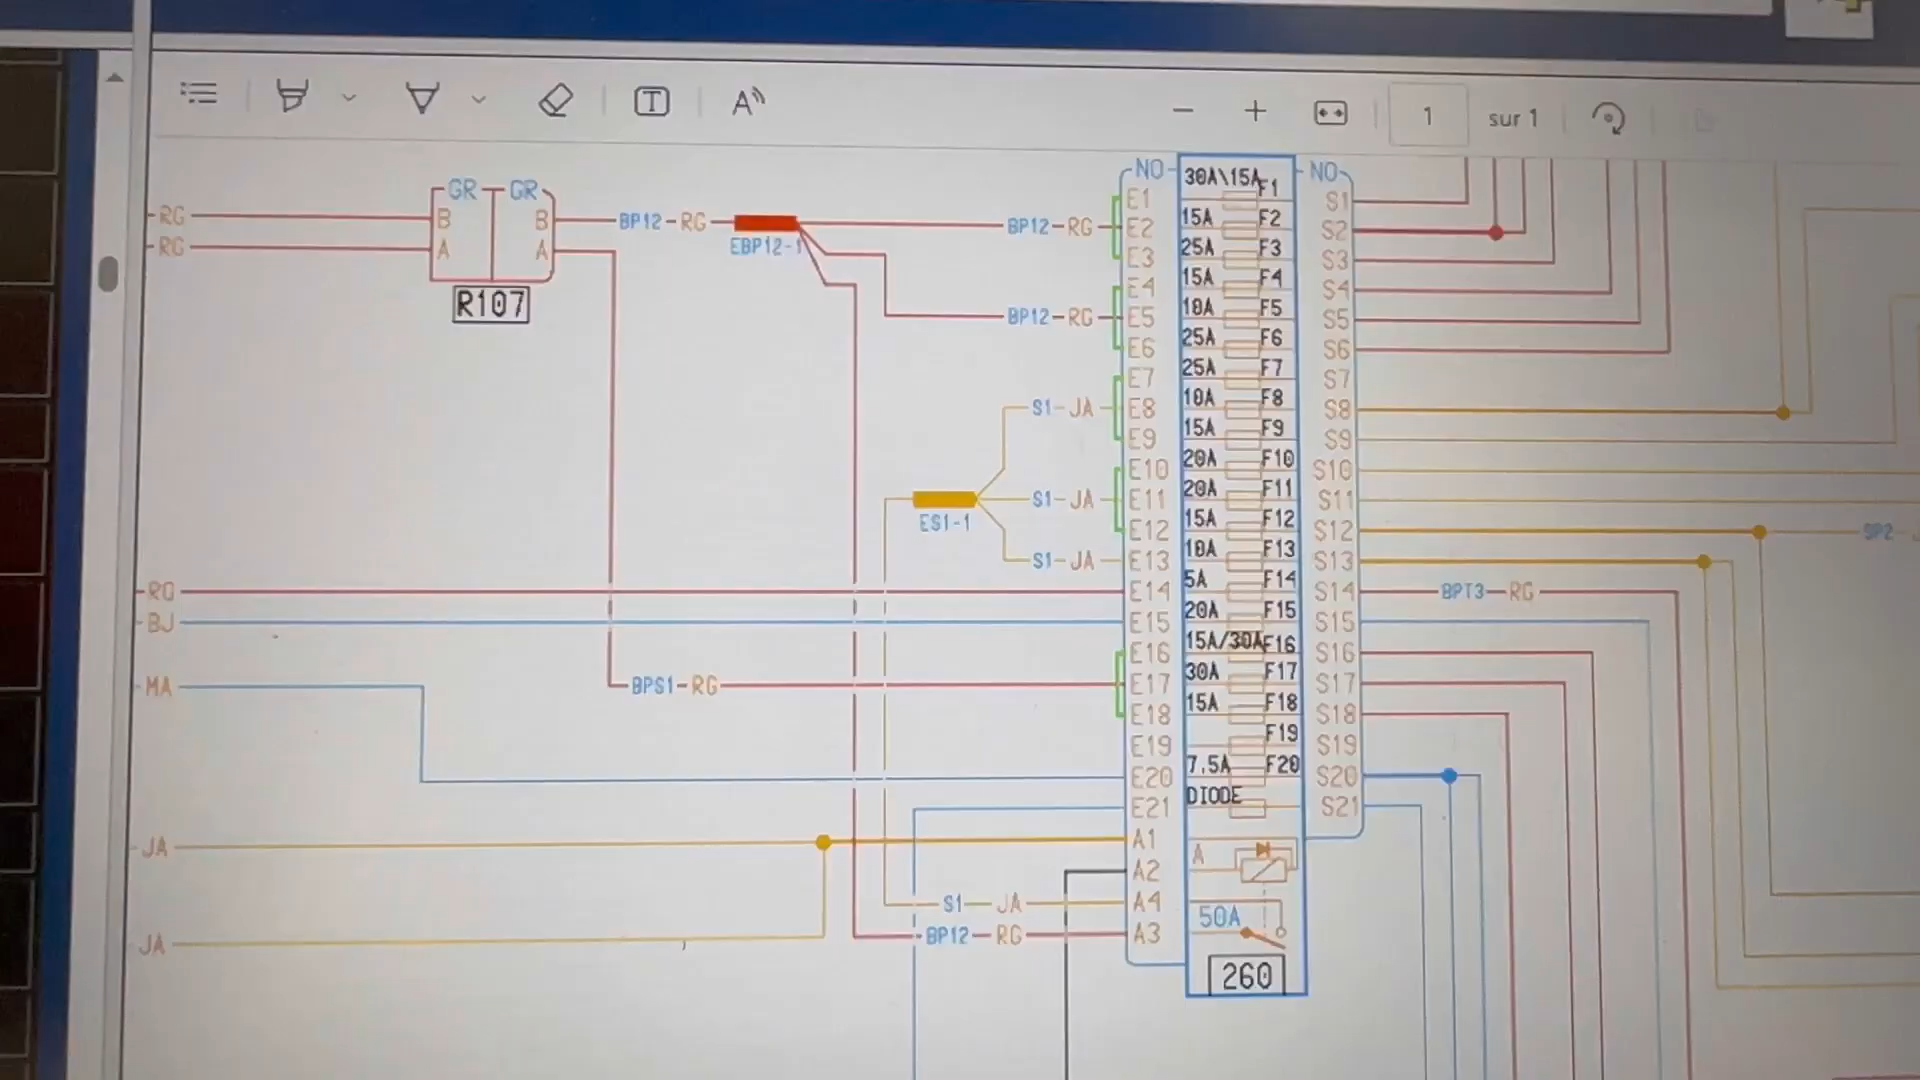 1 sur 1
NO 30A\15A F1 NO
GR GR E1 S1
RG B B BP12-RG BP12-RG E2 15A F2 S2
RG A A EBP12-1 E3 25A F3 S3
R107 E4 15A F4 S4
BP12-RG E5 10A F5 S5
E6 25A F6 S6
E7 25A F7 S7
S1-JA E8 10A F8 S8
E9 15A F9 S9
E10 20A F10 S10
S1-JA E11 20A F11 S11
ES1-1 E12 15A F12 S12 SP2
S1-JA E13 10A F13 S13
RG E14 5A F14 S14 BPT3-RG
BJ E15 20A F15 S15
E16 15A/30A F16 S16
MA BPS1-RG E17 30A F17 S17
E18 15A F18 S18
E19 F19 S19
E20 7.5A F20 S20
E21 DIODE S21
JA A1 A
A2
S1-JA A4 50A
JA BP12-RG A3
260